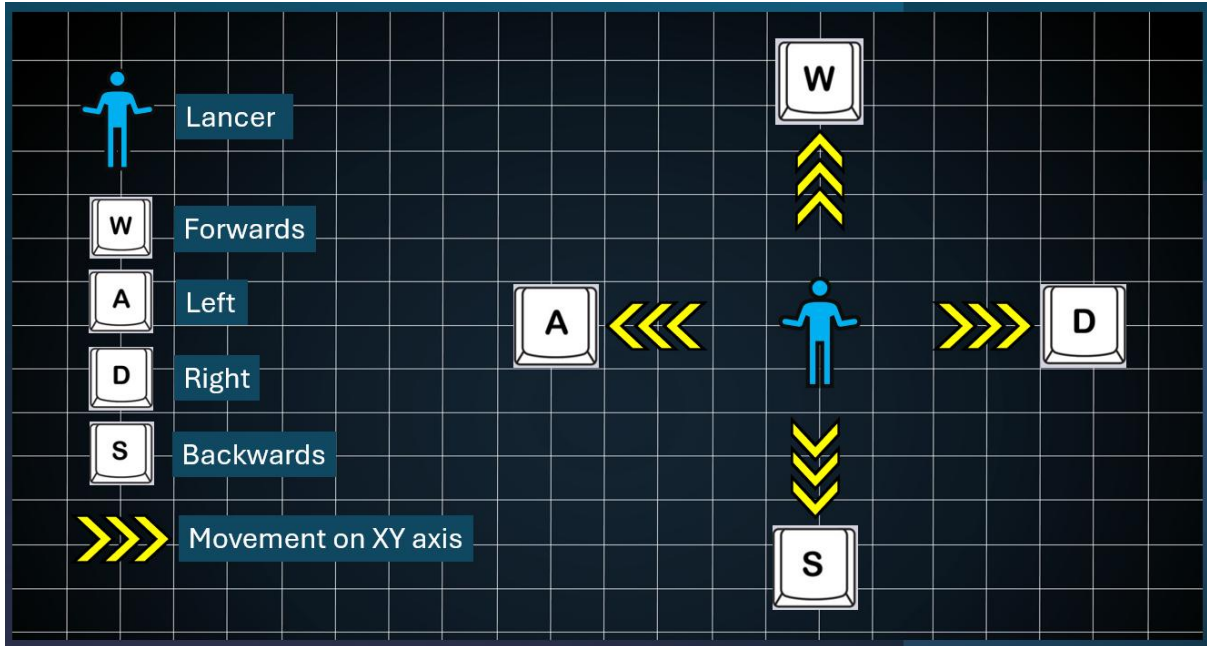 Lancer
W Forwards
A Left
D Right
S Backwards
Movement on XY axis
W
A
D
S